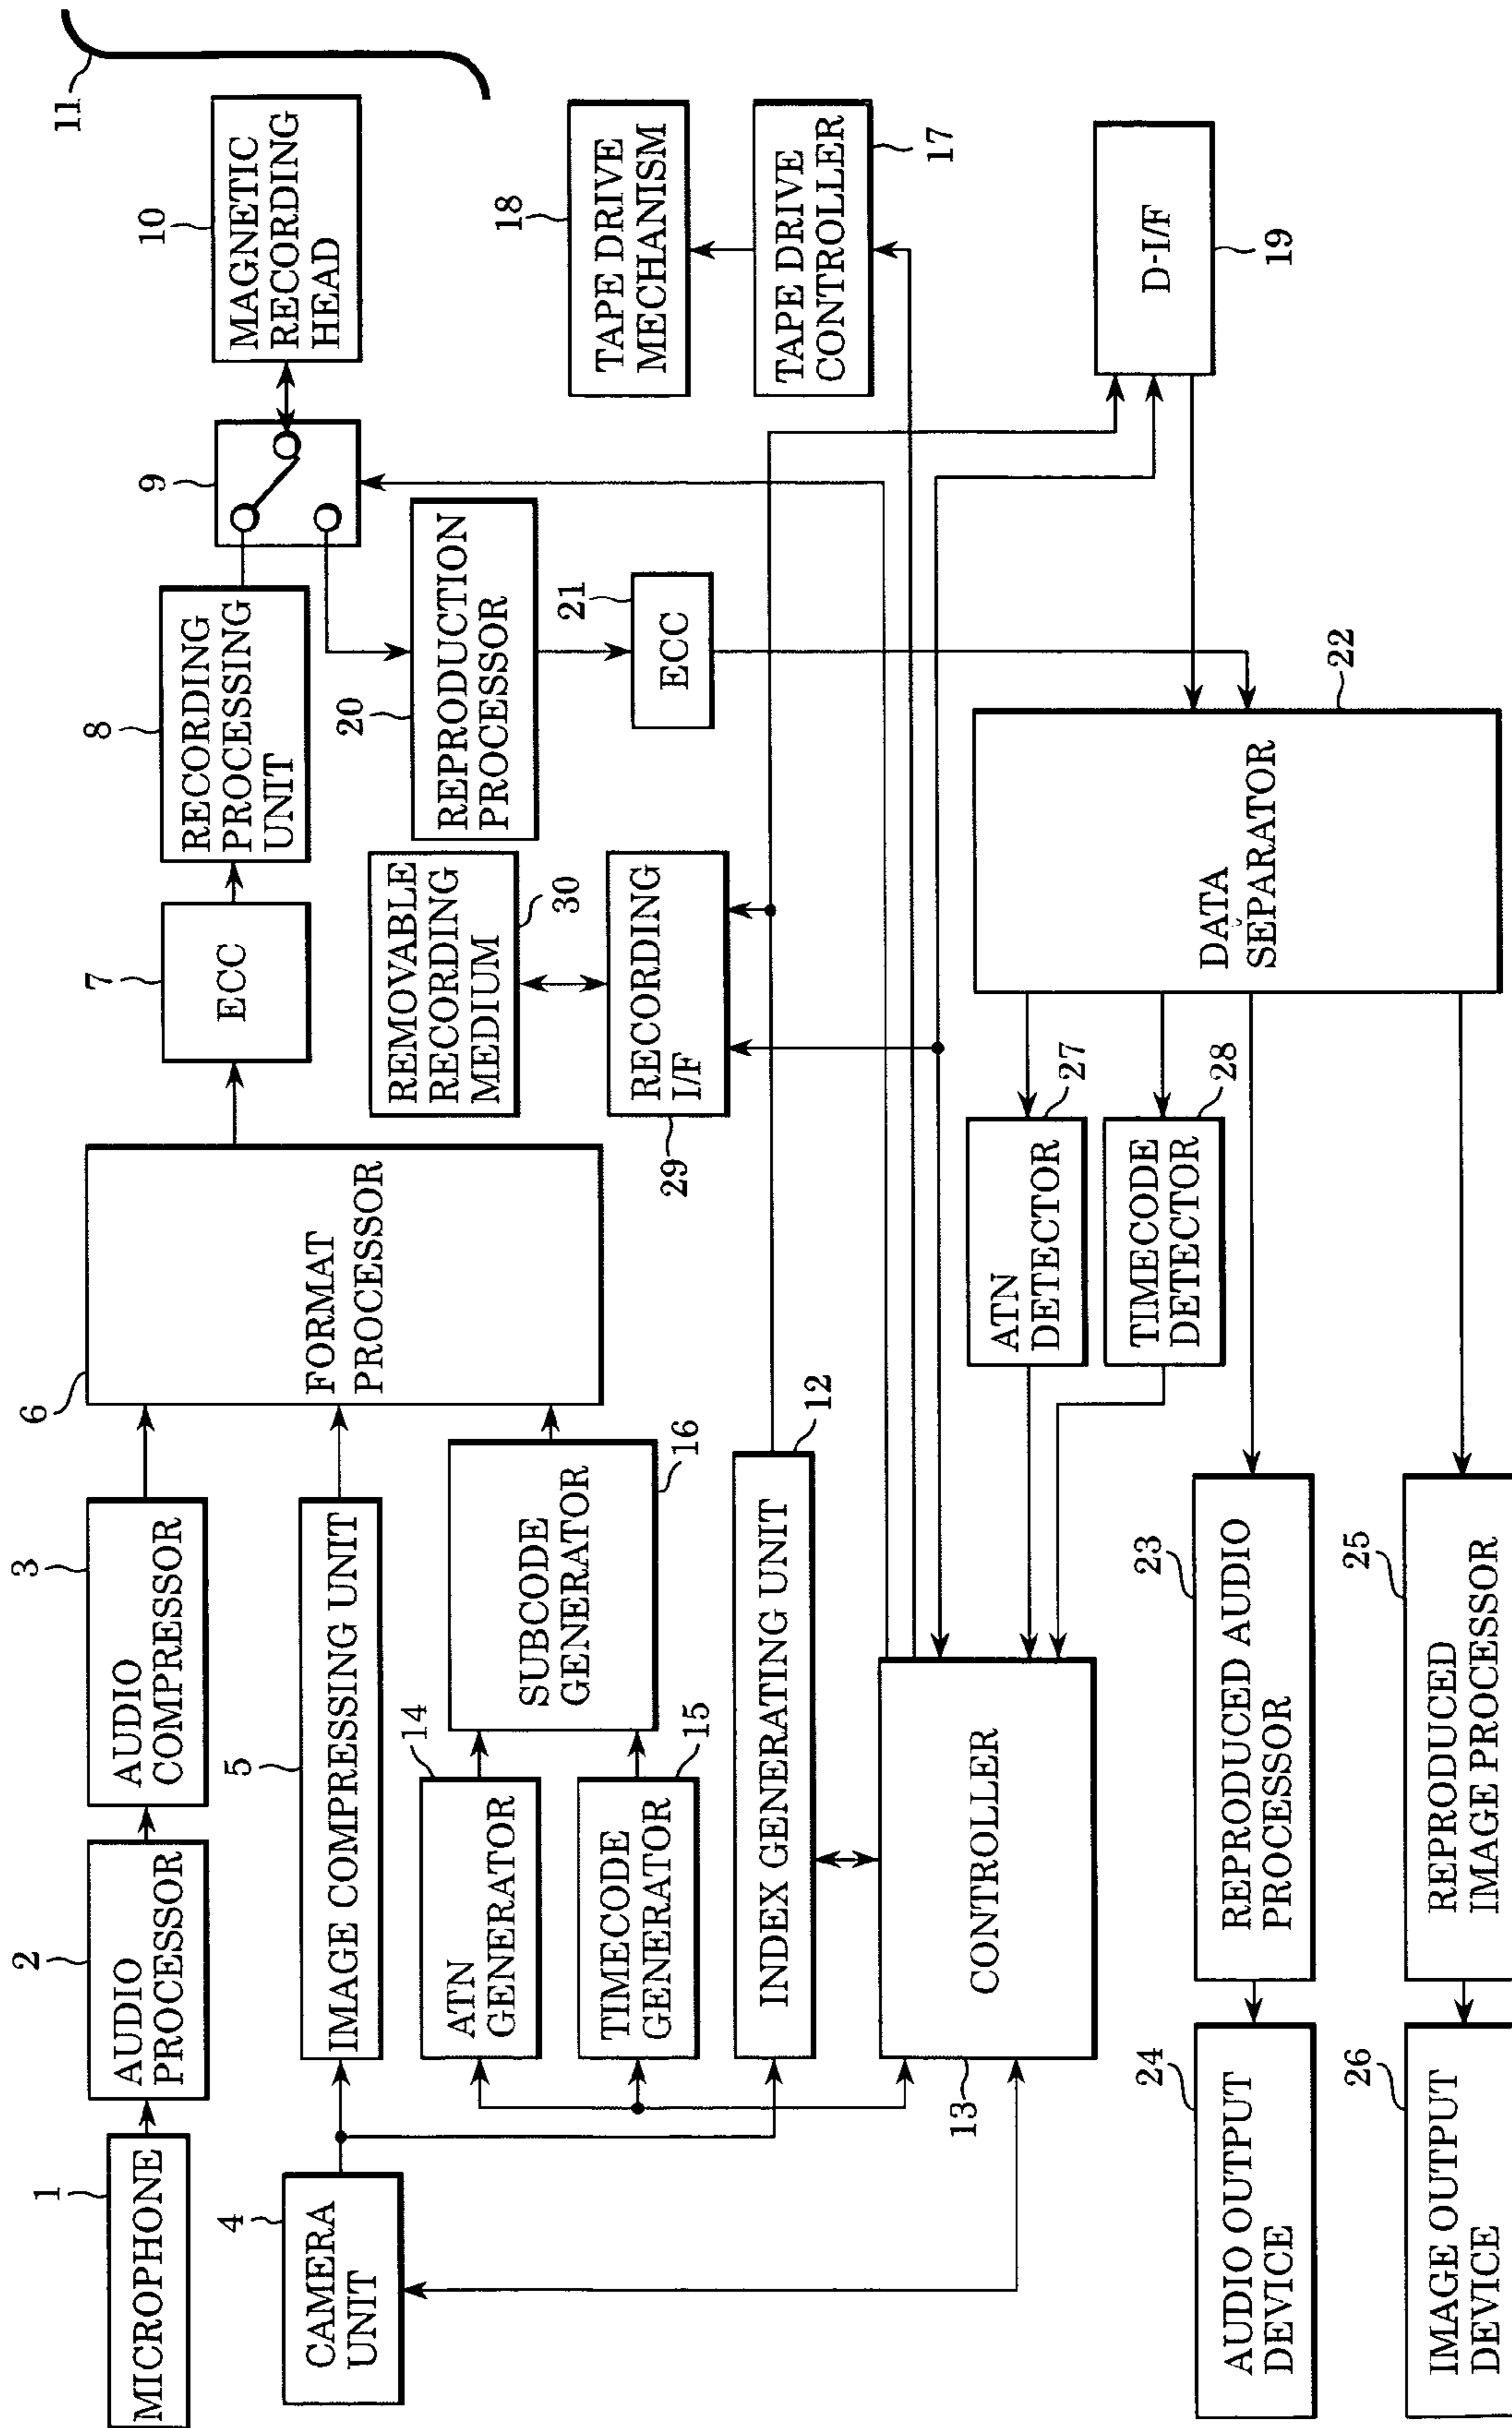 1
MICROPHONE
2
AUDIO
PROCESSOR
3
AUDIO
COMPRESSOR
4
CAMERA
UNIT
5
IMAGE COMPRESSING UNIT
6
FORMAT
PROCESSOR
7
ECC
8
RECORDING
PROCESSING
UNIT
9
10
MAGNETIC
RECORDING
HEAD
11
14
ATN
GENERATOR
15
TIMECODE
GENERATOR
16
SUBCODE
GENERATOR
12
INDEX GENERATING UNIT
13
CONTROLLER
REMOVABLE
RECORDING
MEDIUM
30
RECORDING
I/F
29
20
REPRODUCTION
PROCESSOR
21
ECC
18
TAPE DRIVE
MECHANISM
TAPE DRIVE
CONTROLLER
17
D-I/F
19
22
DATA
SEPARATOR
27
ATN
DETECTOR
28
TIMECODE
DETECTOR
23
REPRODUCED AUDIO
PROCESSOR
24
AUDIO OUTPUT
DEVICE
25
REPRODUCED
IMAGE PROCESSOR
26
IMAGE OUTPUT
DEVICE